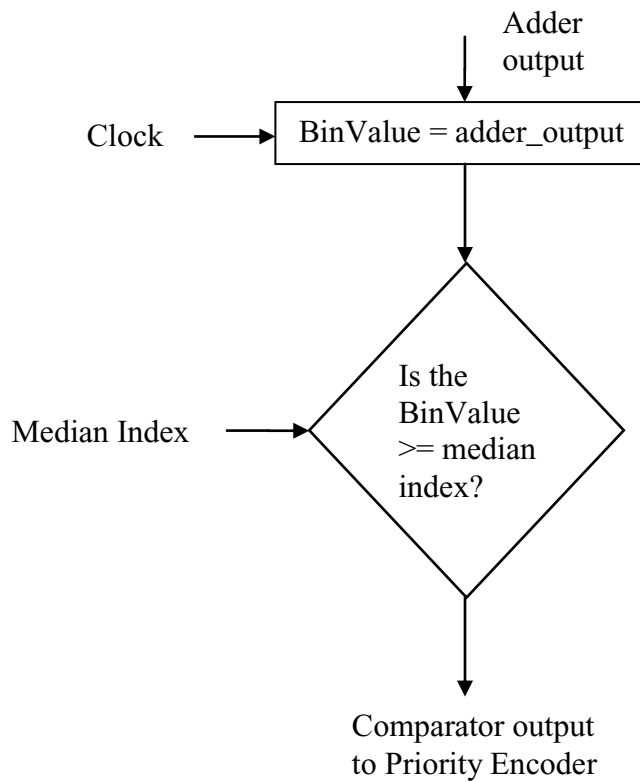 Adder
output
Clock
BinValue = adder_output
Is the
BinValue
>= median
index?
Median Index
Comparator output
to Priority Encoder